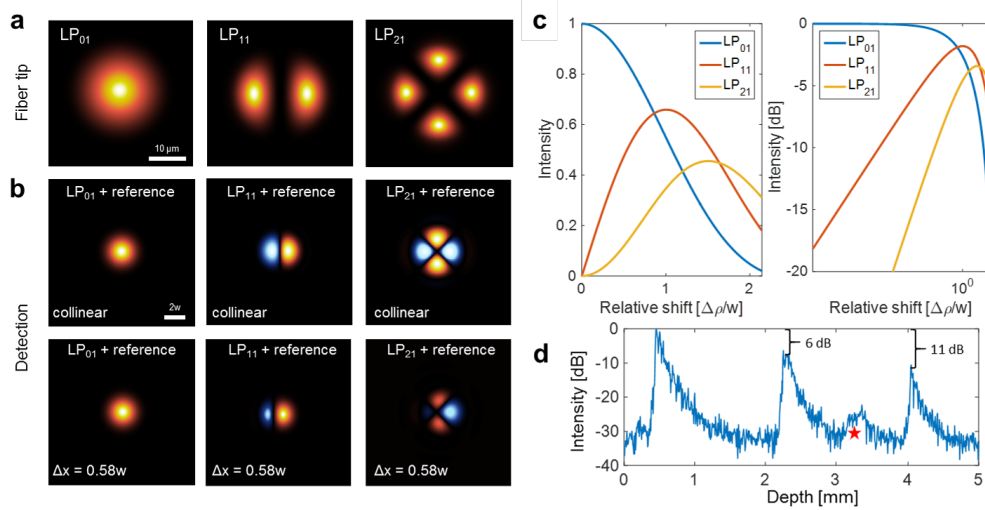 a
Fiber tip
LP01
LP11
LP21
10 μm
b
Detection
LP01 + reference
LP11 + reference
LP21 + reference
collinear
2w
collinear
collinear
LP01 + reference
LP11 + reference
LP21 + reference
Δx = 0.58w
Δx = 0.58w
Δx = 0.58w
c
Intensity
1
0.8
0.6
0.4
0.2
0
0
1
2
Relative shift [Δρ/w]
LP01
LP11
LP21
Intensity [dB]
0
-5
-10
-15
-20
10^0
Relative shift [Δρ/w]
LP01
LP11
LP21
d
Intensity [dB]
0
-10
-20
-30
-40
0
1
2
3
4
5
Depth [mm]
6 dB
11 dB